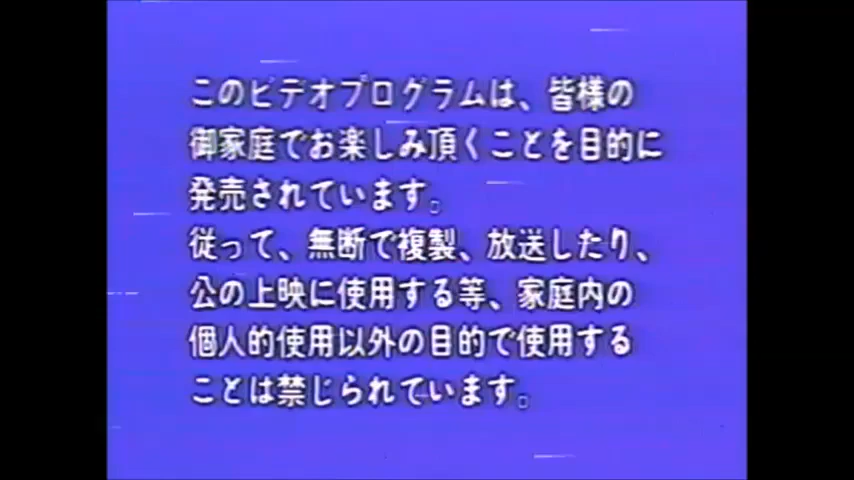 このビデオプログラムは、皆様の
御家庭でお楽しみ頂くことを目的に
発売されています。
従って、無断で複製、放送したり、
公の上映に使用する等、家庭内の
個人的使用以外の目的で使用する
ことは禁じられています。